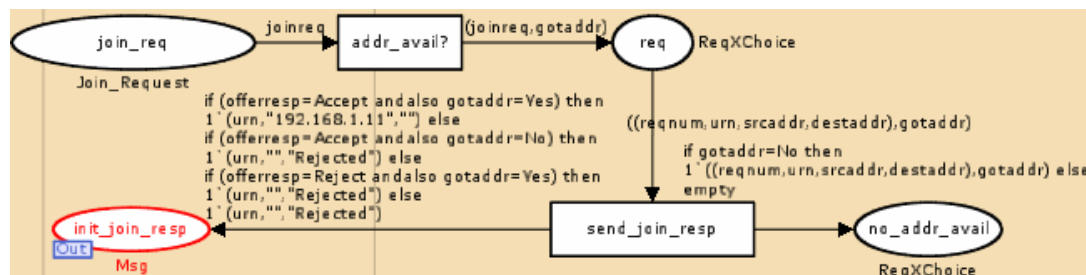 join_req
joinreq
addr_avail?
(joinreq,gotaddr)
req
ReqXChoice
Join_Request
if (offerresp=Accept andalso gotaddr=Yes) then
1`(urn,"192.168.1.11","") else
if (offerresp=Accept andalso gotaddr=No) then
1`(urn,"","Rejected") else
if (offerresp=Reject andalso gotaddr=Yes) then
1`(urn,"","Rejected") else
1`(urn,"","Rejected")
((reqnum,urn,srcaddr,destaddr),gotaddr)
if gotaddr=No then
1`((reqnum,urn,srcaddr,destaddr),gotaddr) else
empty
init_join_resp
Out
Msg
send_join_resp
no_addr_avail
ReqXChoice